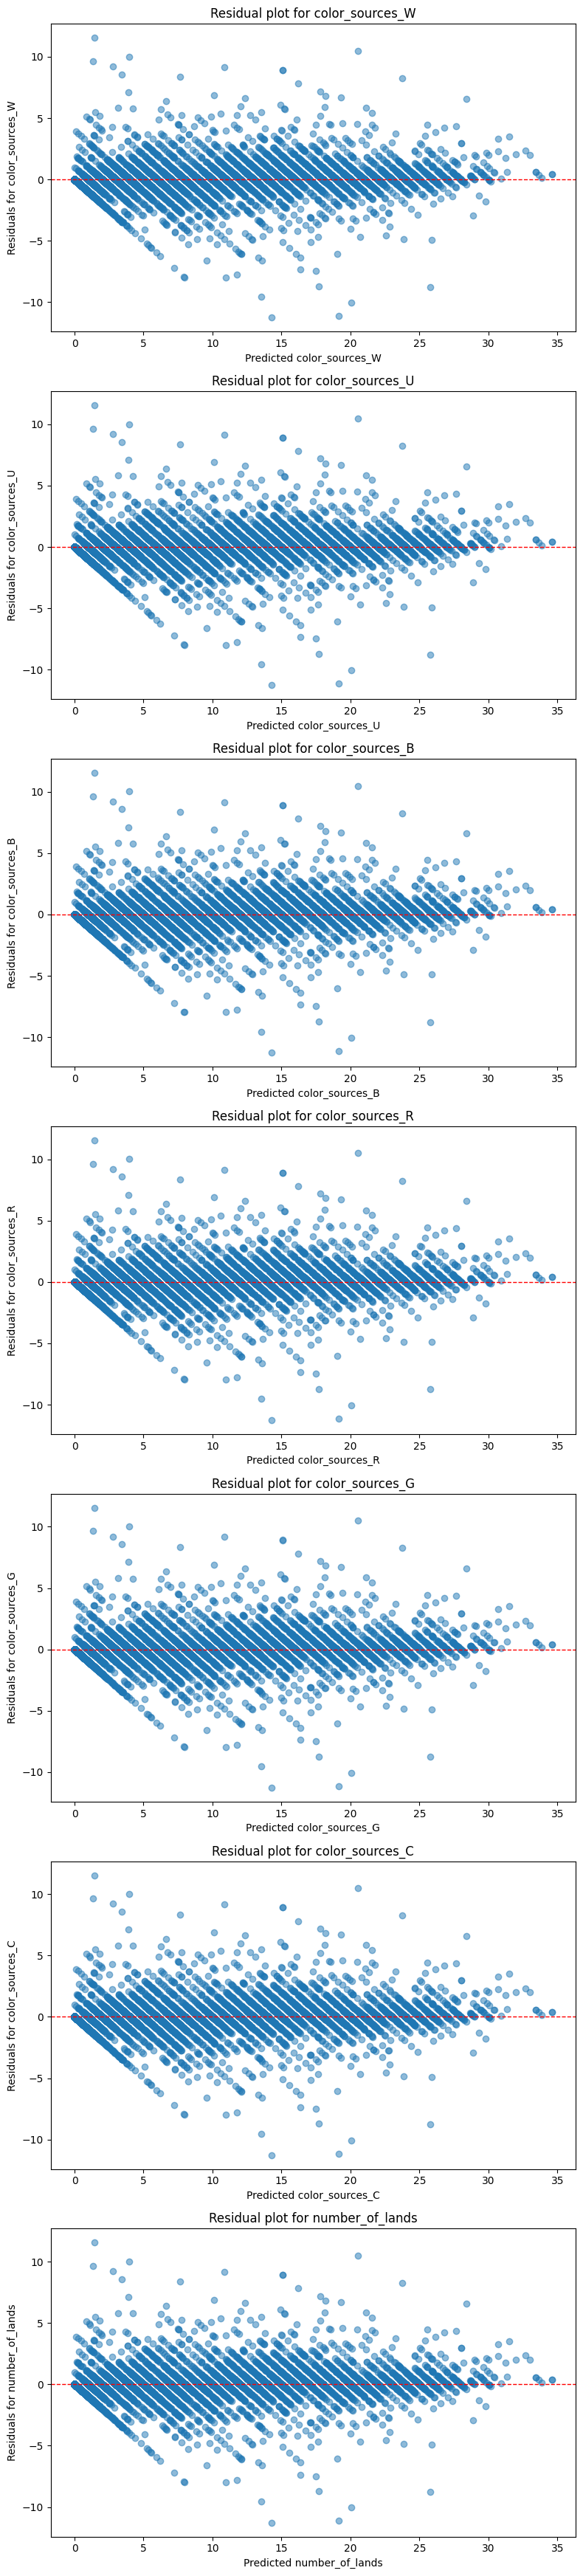 Residual plot for color_sources_W
10
5
0
−5
−10
Residuals for color_sources_W
0 5 10 15 20 25 30 35
Predicted color_sources_W
Residual plot for color_sources_U
10
5
0
−5
−10
Residuals for color_sources_U
0 5 10 15 20 25 30 35
Predicted color_sources_U
Residual plot for color_sources_B
10
5
0
−5
−10
Residuals for color_sources_B
0 5 10 15 20 25 30 35
Predicted color_sources_B
Residual plot for color_sources_R
10
5
0
−5
−10
Residuals for color_sources_R
0 5 10 15 20 25 30 35
Predicted color_sources_R
Residual plot for color_sources_G
10
5
0
−5
−10
Residuals for color_sources_G
0 5 10 15 20 25 30 35
Predicted color_sources_G
Residual plot for color_sources_C
10
5
0
−5
−10
Residuals for color_sources_C
0 5 10 15 20 25 30 35
Predicted color_sources_C
Residual plot for number_of_lands
10
5
0
−5
−10
Residuals for number_of_lands
0 5 10 15 20 25 30 35
Predicted number_of_lands